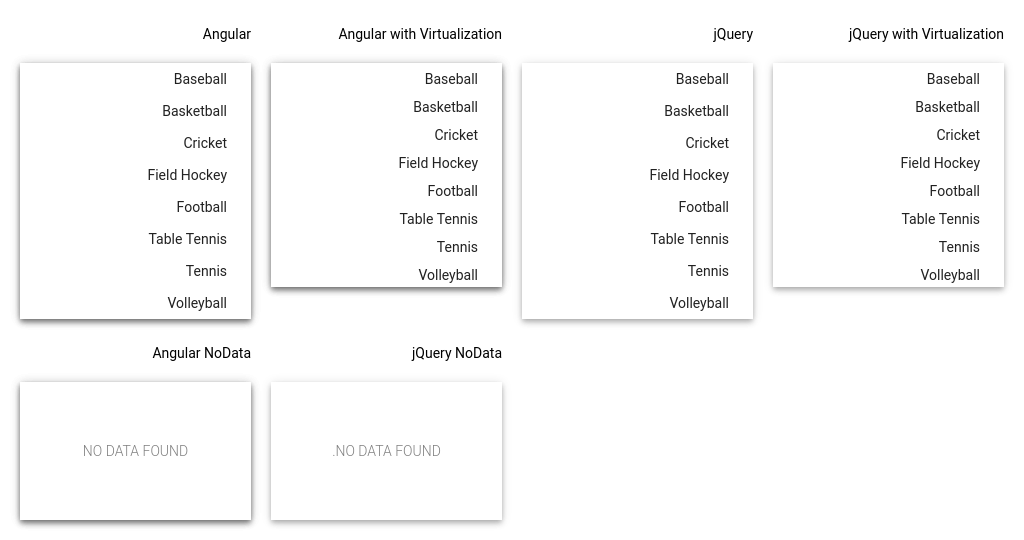 Angular
Baseball
Basketball
Cricket
Field Hockey
Football
Table Tennis
Tennis
Volleyball
Angular with Virtualization
Baseball
Basketball
Cricket
Field Hockey
Football
Table Tennis
Tennis
Volleyball
jQuery
Baseball
Basketball
Cricket
Field Hockey
Football
Table Tennis
Tennis
Volleyball
jQuery with Virtualization
Baseball
Basketball
Cricket
Field Hockey
Football
Table Tennis
Tennis
Volleyball
Angular NoData
NO DATA FOUND
jQuery NoData
.NO DATA FOUND